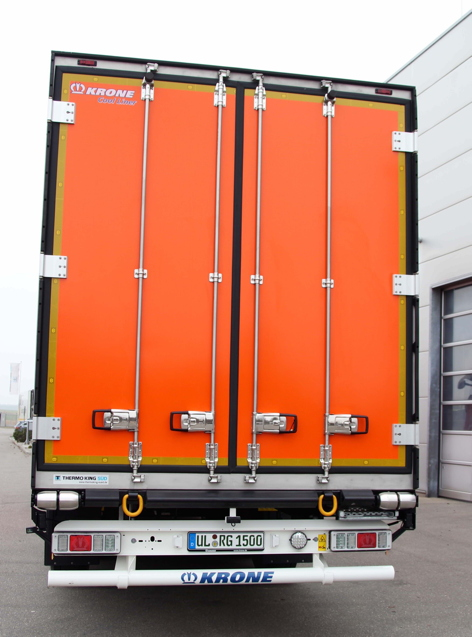 KRONE
Cool Liner
THERMO KING
UL RG 1500
KRONE